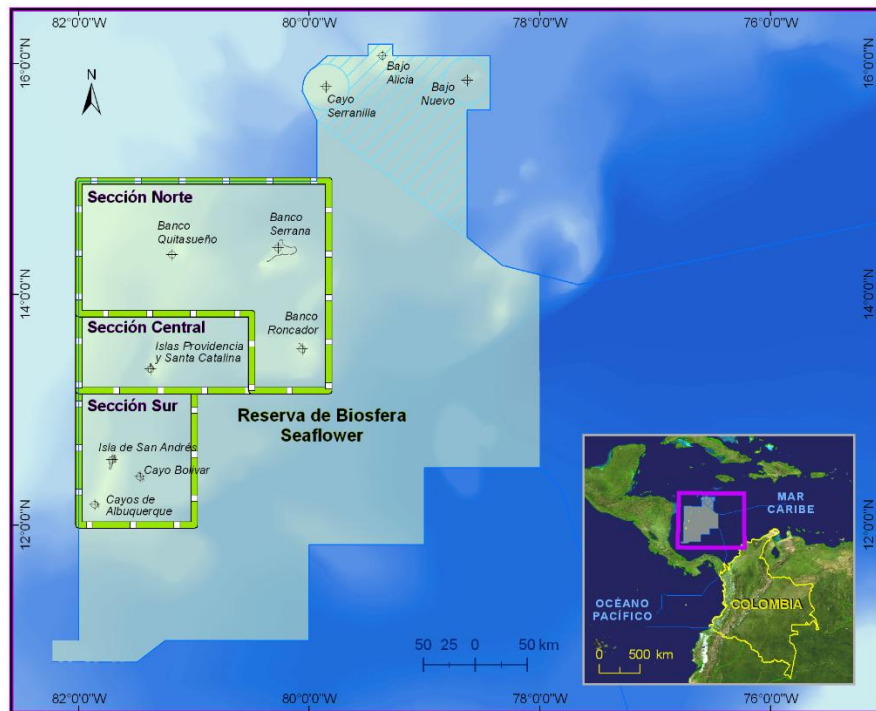 82°0'0"W
80°0'0"W
78°0'0"W
76°0'0"W
16°0'0"N
16°0'0"N
N
Bajo
Alicia
Cayo
Serranilla
Bajo
Nuevo
Sección Norte
Banco
Quitasueño
Banco
Serrana
14°0'0"N
14°0'0"N
Sección Central
Islas Providencia
y Santa Catalina
Banco
Roncador
Sección Sur
Reserva de Biosfera
Seaflower
Isla de San Andrés
Cayo Bolívar
Cayos de
Albuquerque
12°0'0"N
12°0'0"N
MAR
CARIBE
OCÉANO
PACÍFICO
COLOMBIA
0 500 km
50 25 0 50 km
82°0'0"W
80°0'0"W
78°0'0"W
76°0'0"W